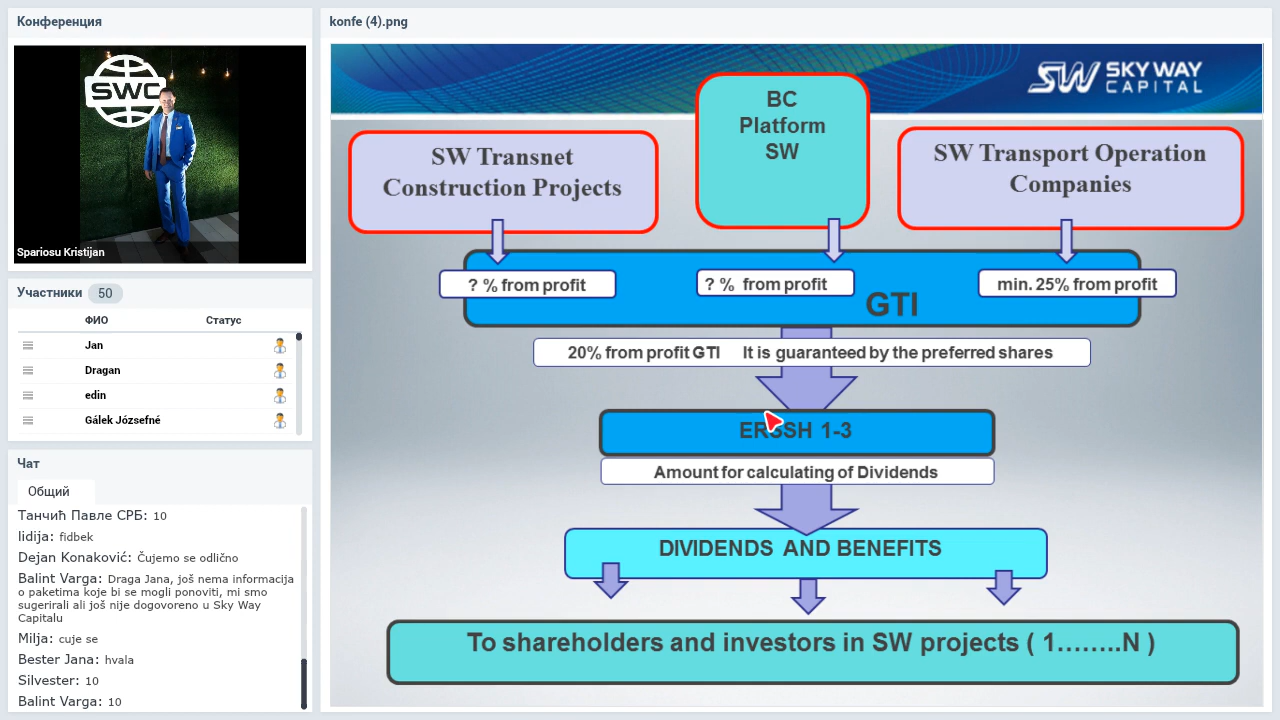 Конференция
SWC
Spariosu Kristijan
Участники 50
ФИО Статус
Jan
Dragan
edin
Gálek Józsefné
Чат
Общий
Танчић Павле СРБ: 10
lidija: fidbek
Dejan Konaković: Čujemo se odlično
Balint Varga: Draga Jana, još nema informacija
o paketima koje bi se mogli ponoviti, mi smo
sugerirali ali još nije dogovoreno u Sky Way
Capitalu
Milja: cuje se
Bester Jana: hvala
Silvester: 10
Balint Varga: 10
konfe (4).png
SW SKY WAY
CAPITAL
BC
Platform
SW
SW Transnet
Construction Projects
SW Transport Operation
Companies
? % from profit
? % from profit
min. 25% from profit
GTI
20% from profit GTI It is guaranteed by the preferred shares
ERSSH 1-3
Amount for calculating of Dividends
DIVIDENDS AND BENEFITS
To shareholders and investors in SW projects ( 1........N )